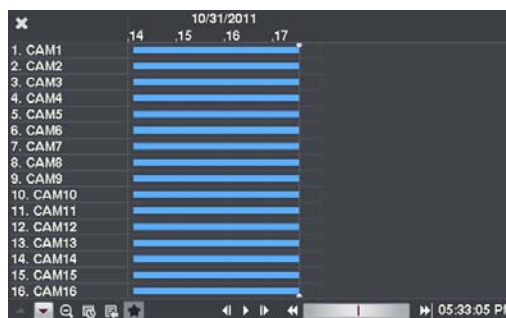 10/31/2011
,14 ,15 ,16 ,17
1. CAM1
2. CAM2
3. CAM3
4. CAM4
5. CAM5
6. CAM6
7. CAM7
8. CAM8
9. CAM9
10. CAM10
11. CAM11
12. CAM12
13. CAM13
14. CAM14
15. CAM15
16. CAM16
05:33:05 PM